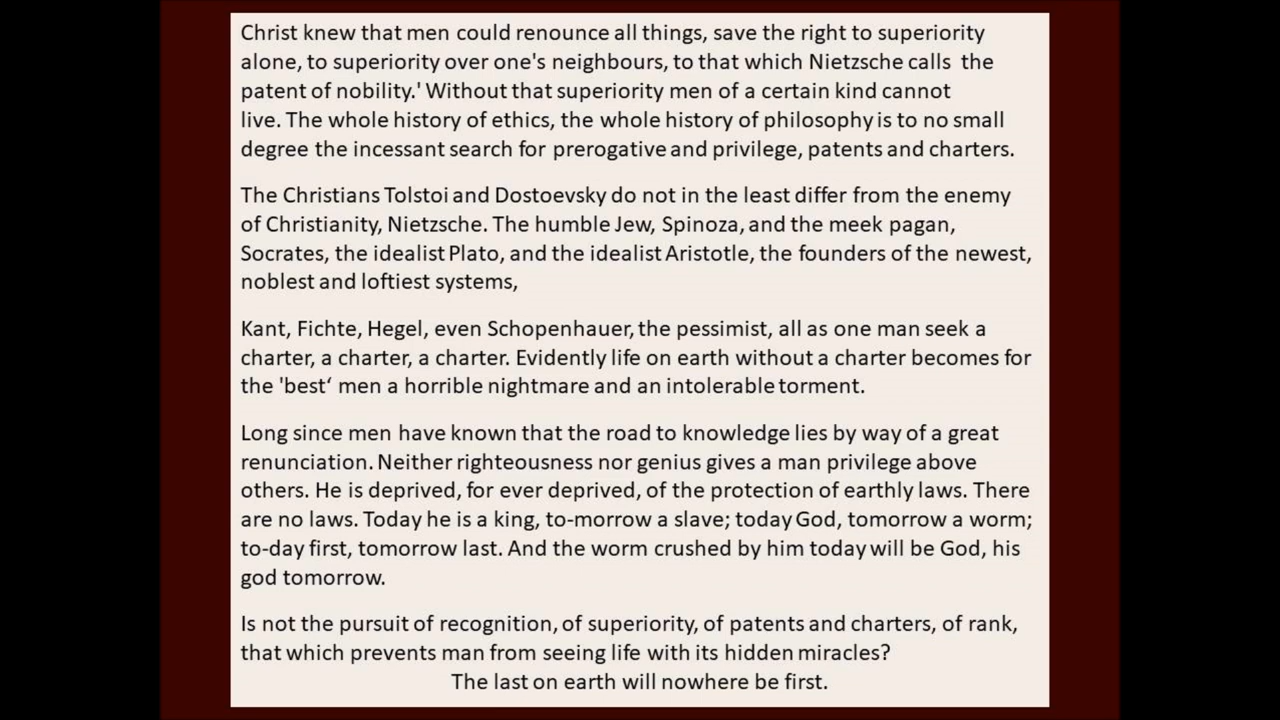 Christ knew that men could renounce all things, save the right to superiority
alone, to superiority over one's neighbours, to that which Nietzsche calls the
patent of nobility.' Without that superiority men of a certain kind cannot
live. The whole history of ethics, the whole history of philosophy is to no small
degree the incessant search for prerogative and privilege, patents and charters.
The Christians Tolstoi and Dostoevsky do not in the least differ from the enemy
of Christianity, Nietzsche. The humble Jew, Spinoza, and the meek pagan,
Socrates, the idealist Plato, and the idealist Aristotle, the founders of the newest,
noblest and loftiest systems,
Kant, Fichte, Hegel, even Schopenhauer, the pessimist, all as one man seek a
charter, a charter, a charter. Evidently life on earth without a charter becomes for
the 'best‘ men a horrible nightmare and an intolerable torment.
Long since men have known that the road to knowledge lies by way of a great
renunciation. Neither righteousness nor genius gives a man privilege above
others. He is deprived, for ever deprived, of the protection of earthly laws. There
are no laws. Today he is a king, to-morrow a slave; today God, tomorrow a worm;
to-day first, tomorrow last. And the worm crushed by him today will be God, his
god tomorrow.
Is not the pursuit of recognition, of superiority, of patents and charters, of rank,
that which prevents man from seeing life with its hidden miracles?
The last on earth will nowhere be first.